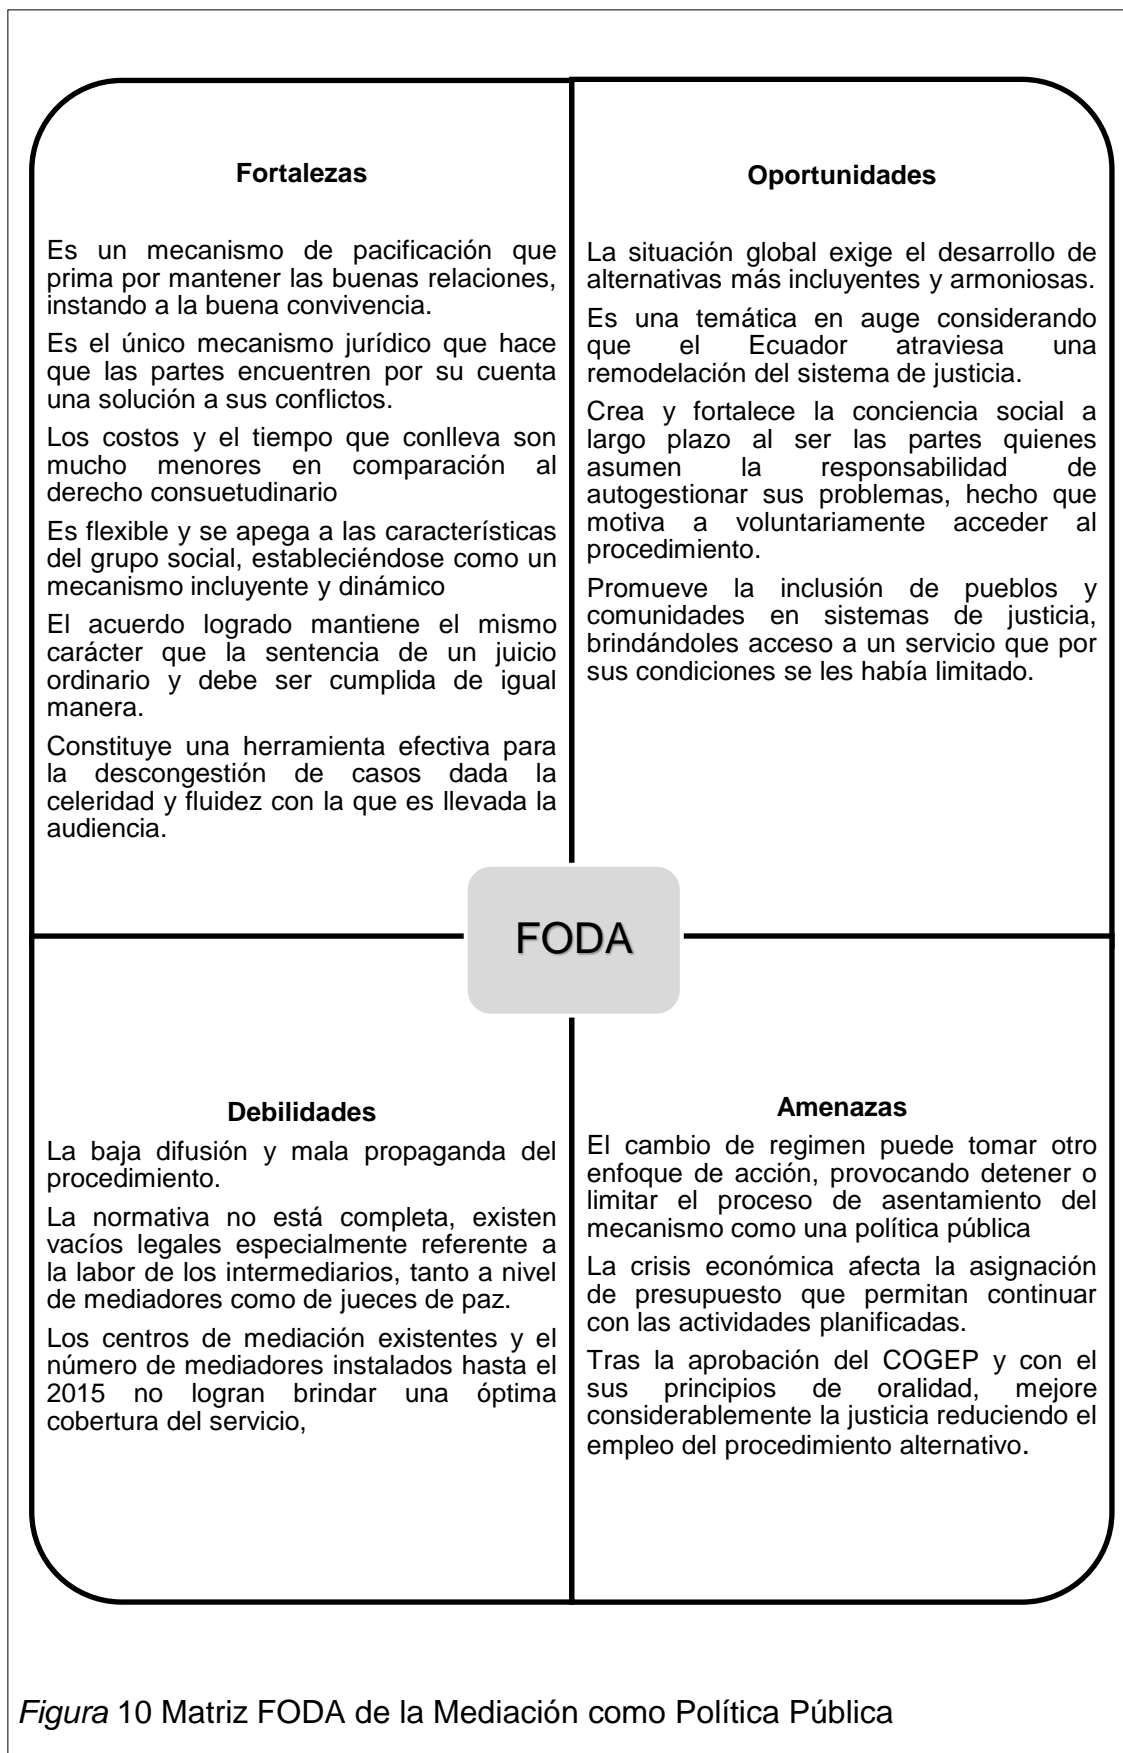 Fortalezas
Es un mecanismo de pacificación que
prima por mantener las buenas relaciones,
instando a la buena convivencia.
Es el único mecanismo jurídico que hace
que las partes encuentren por su cuenta
una solución a sus conflictos.
Los costos y el tiempo que conlleva son
mucho menores en comparación al
derecho consuetudinario
Es flexible y se apega a las características
del grupo social, estableciéndose como un
mecanismo incluyente y dinámico
El acuerdo logrado mantiene el mismo
carácter que la sentencia de un juicio
ordinario y debe ser cumplida de igual
manera.
Constituye una herramienta efectiva para
la descongestión de casos dada la
celeridad y fluidez con la que es llevada la
audiencia.
Oportunidades
La situación global exige el desarrollo de
alternativas más incluyentes y armoniosas.
Es una temática en auge considerando
que el Ecuador atraviesa una
remodelación del sistema de justicia.
Crea y fortalece la conciencia social a
largo plazo al ser las partes quienes
asumen la responsabilidad de
autogestionar sus problemas, hecho que
motiva a voluntariamente acceder al
procedimiento.
Promueve la inclusión de pueblos y
comunidades en sistemas de justicia,
brindándoles acceso a un servicio que por
sus condiciones se les había limitado.
FODA
Debilidades
La baja difusión y mala propaganda del
procedimiento.
La normativa no está completa, existen
vacíos legales especialmente referente a
la labor de los intermediarios, tanto a nivel
de mediadores como de jueces de paz.
Los centros de mediación existentes y el
número de mediadores instalados hasta el
2015 no logran brindar una óptima
cobertura del servicio,
Amenazas
El cambio de regimen puede tomar otro
enfoque de acción, provocando detener o
limitar el proceso de asentamiento del
mecanismo como una política pública
La crisis económica afecta la asignación
de presupuesto que permitan continuar
con las actividades planificadas.
Tras la aprobación del COGEP y con el
sus principios de oralidad, mejore
considerablemente la justicia reduciendo el
empleo del procedimiento alternativo.
Figura 10 Matriz FODA de la Mediación como Política Pública